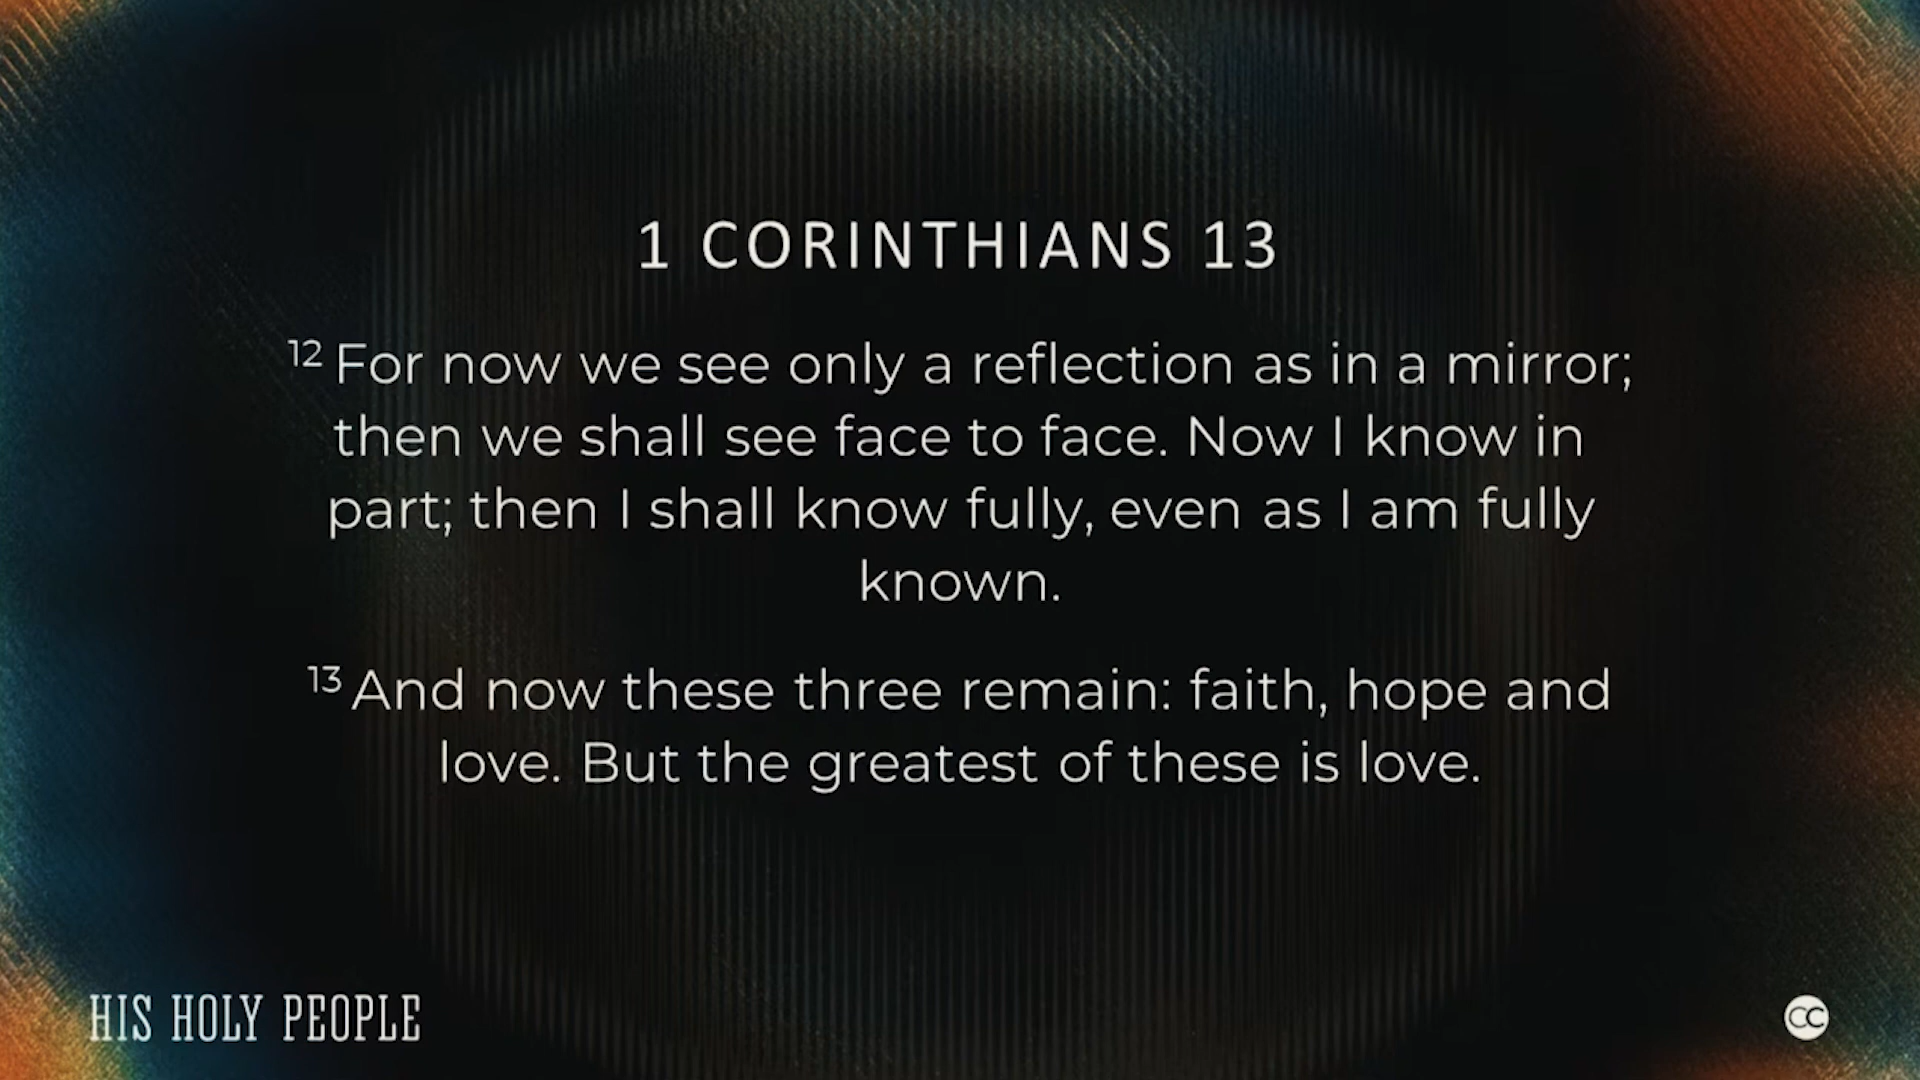 1 CORINTHIANS 13
12 For now we see only a reflection as in a mirror;
then we shall see face to face. Now I know in
part; then I shall know fully, even as I am fully
known.
13 And now these three remain: faith, hope and
love. But the greatest of these is love.
HIS HOLY PEOPLE
CC